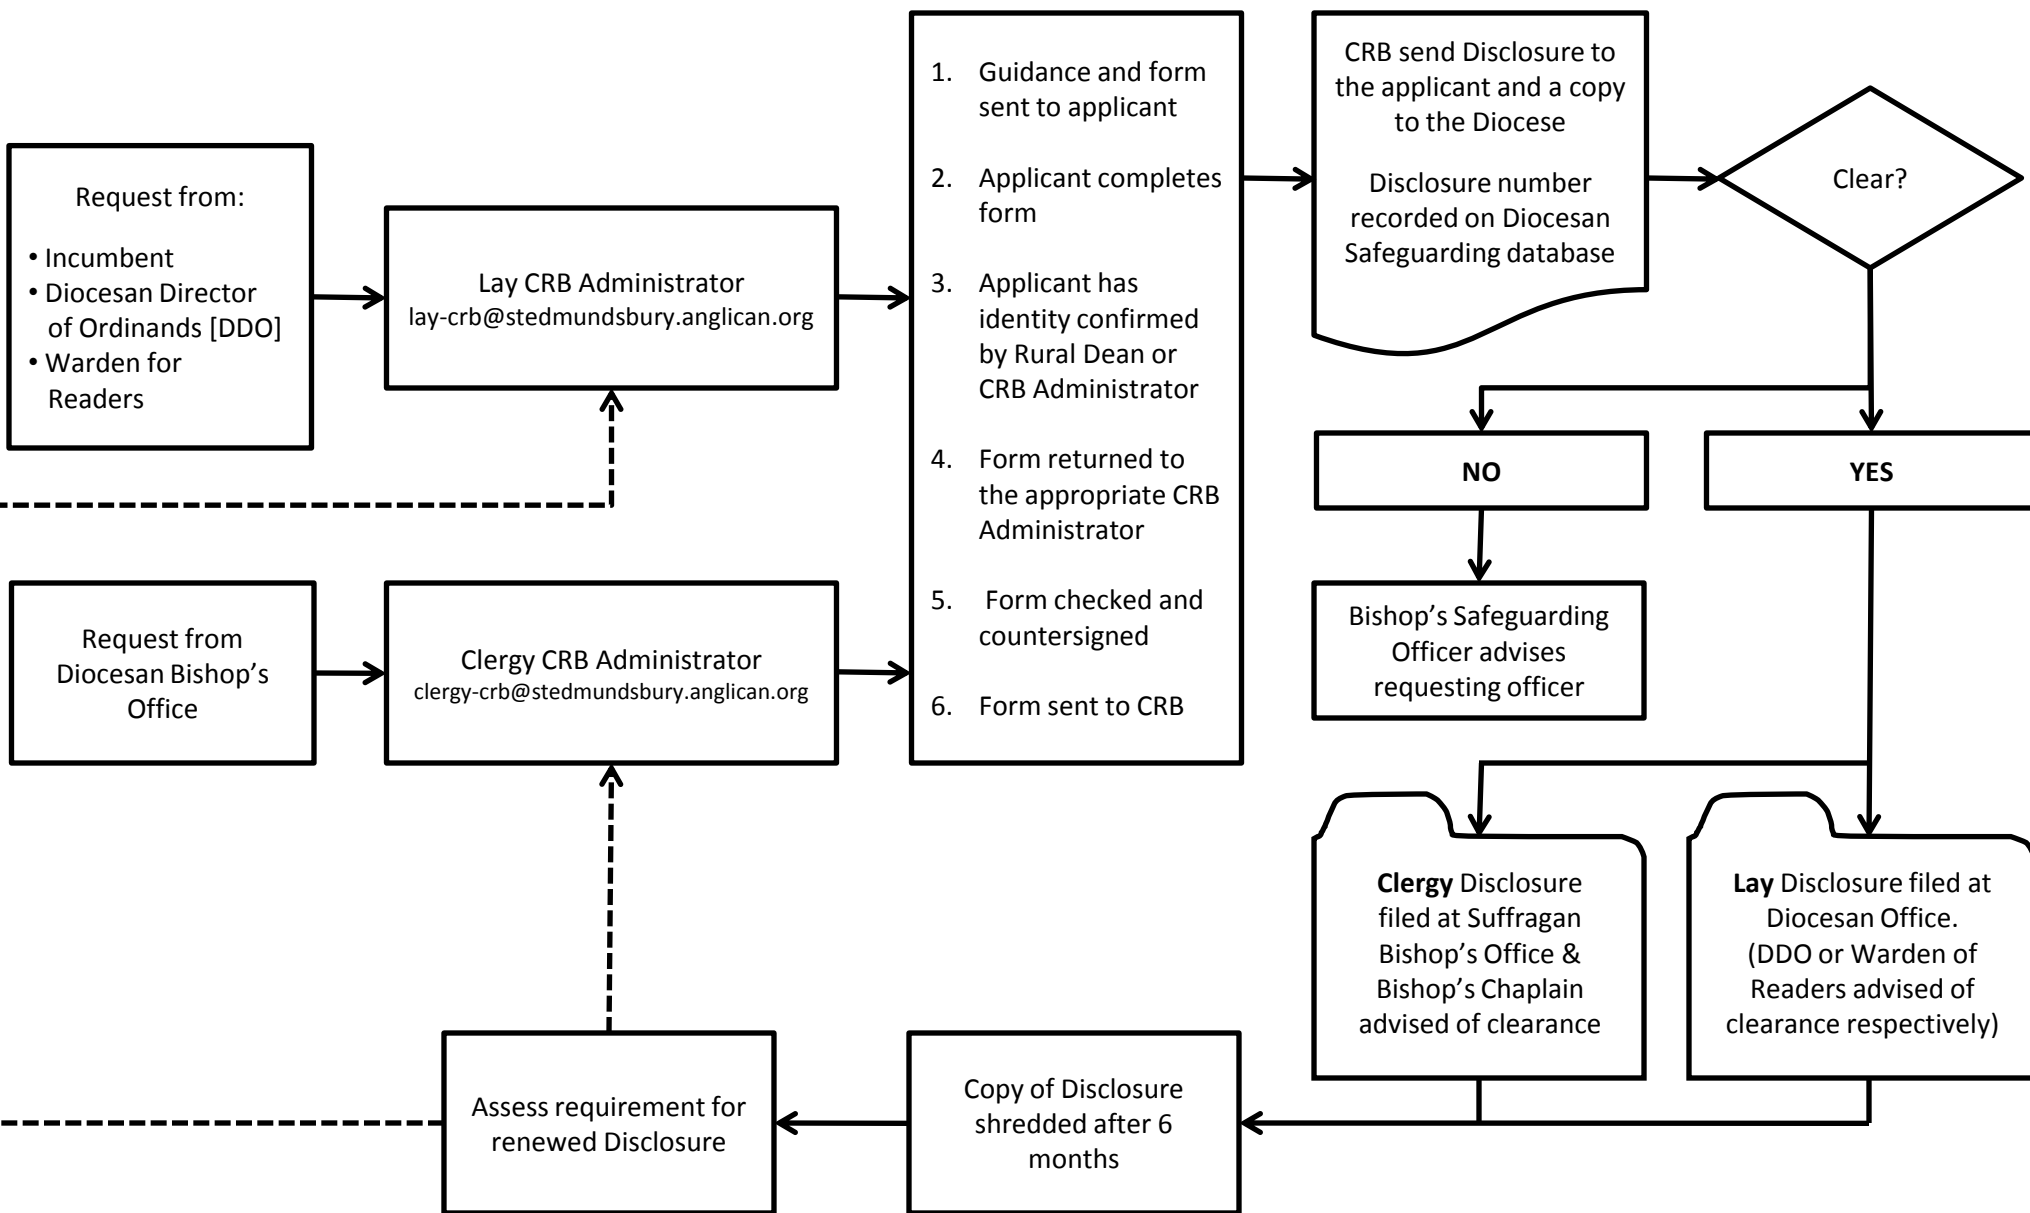 Request from:
• Incumbent
• Diocesan Director
of Ordinands [DDO]
• Warden for
Readers
Lay CRB Administrator
lay-crb@stedmundsbury.anglican.org
Request from
Diocesan Bishop’s
Office
Clergy CRB Administrator
clergy-crb@stedmundsbury.anglican.org
1. Guidance and form
sent to applicant
2. Applicant completes
form
3. Applicant has
identity confirmed
by Rural Dean or
CRB Administrator
4. Form returned to
the appropriate CRB
Administrator
5. Form checked and
countersigned
6. Form sent to CRB
CRB send Disclosure to
the applicant and a copy
to the Diocese
Disclosure number
recorded on Diocesan
Safeguarding database
Clear?
NO
YES
Bishop’s Safeguarding
Officer advises
requesting officer
Clergy Disclosure
filed at Suffragan
Bishop’s Office &
Bishop’s Chaplain
advised of clearance
Lay Disclosure filed at
Diocesan Office.
(DDO or Warden of
Readers advised of
clearance respectively)
Copy of Disclosure
shredded after 6
months
Assess requirement for
renewed Disclosure